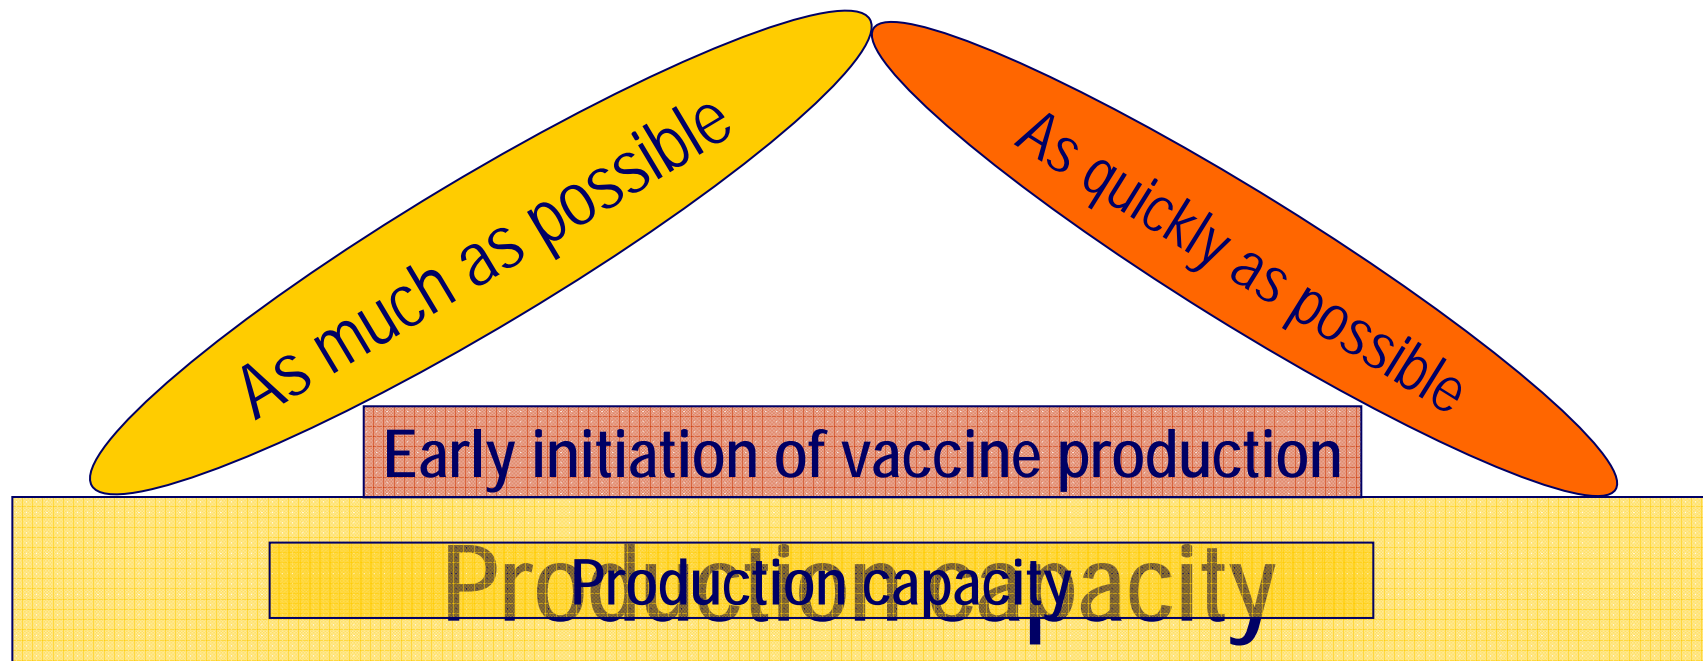 As much as possible
As quickly as possible
Early initiation of vaccine production
Production capacity
Production capacity